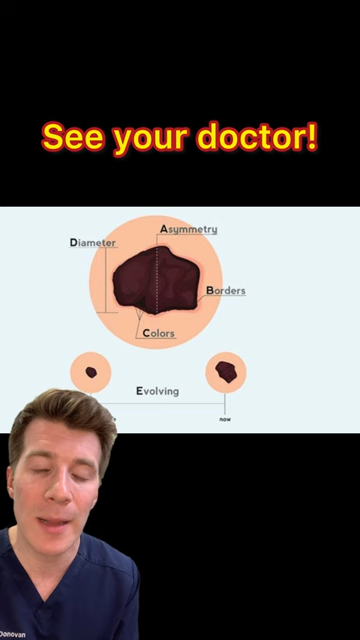 See your doctor!
Asymmetry
Diameter
Borders
Colors
Evolving
now
Donovan